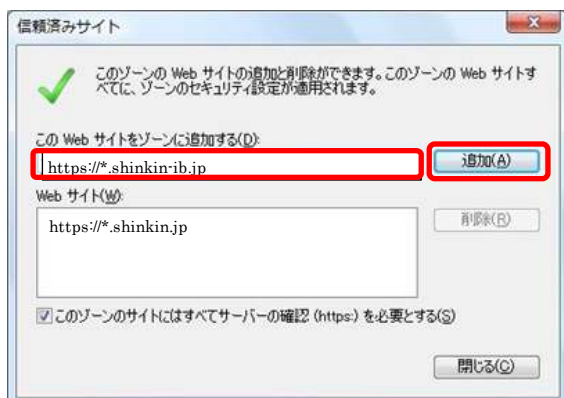 信頼済みサイト
このゾーンの Web サイトの追加と削除ができます。このゾーンの Web サイトす
べてに、ゾーンのセキュリティ設定が適用されます。
この Web サイトをゾーンに追加する(D):
https://*.shinkin-ib.jp
追加(A)
Web サイト(W):
https://*.shinkin.jp
削除(R)
このゾーンのサイトにはすべてサーバーの確認 (https:) を必要とする(S)
閉じる(C)